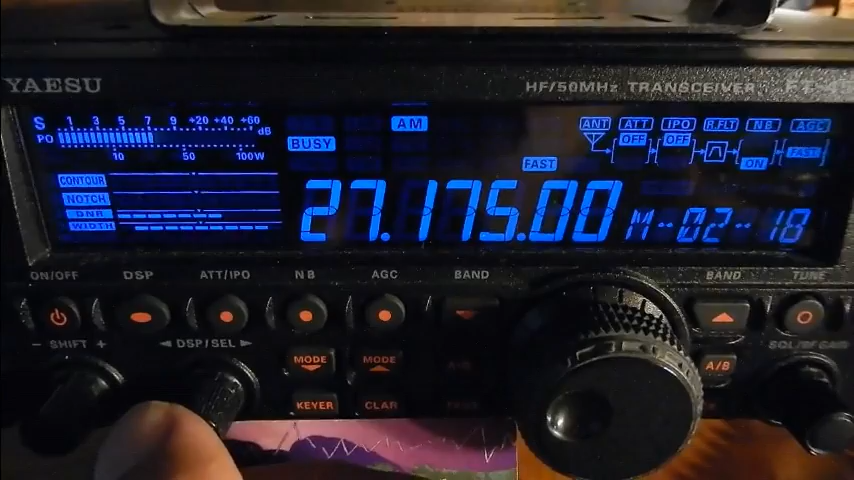 YAESU
HF/50MHz TRANSCEIVER
S 1 3 5 7 9 +20 +40 +60 dB
PO 10 50 100W
BUSY
AM
FAST
ANT ATT IPO R.FLT NB AGC
OFF OFF ON FAST
CONTOUR
NOTCH
DNR
WIDTH
27.175.00
M-02-18
ON/OFF DSP ATT/IPO NB AGC BAND BAND TUNE
- SHIFT + ◄DSP/SEL► SQL/RF GAIN
MODE MODE A/B
KEYER CLAR